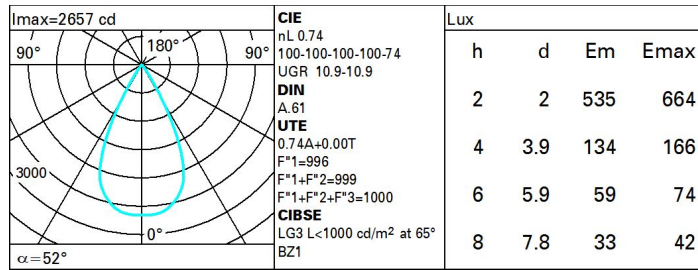 Imax=2657 cd
90°
180°
90°
3000
0°
α=52°
CIE
nL 0.74
100-100-100-100-74
UGR 10.9-10.9
DIN
A.61
UTE
0.74A+0.00T
F"1=996
F"1+F"2=999
F"1+F"2+F"3=1000
CIBSE
LG3 L<1000 cd/m² at 65°
BZ1
Lux
h d Em Emax
2 2 535 664
4 3.9 134 166
6 5.9 59 74
8 7.8 33 42